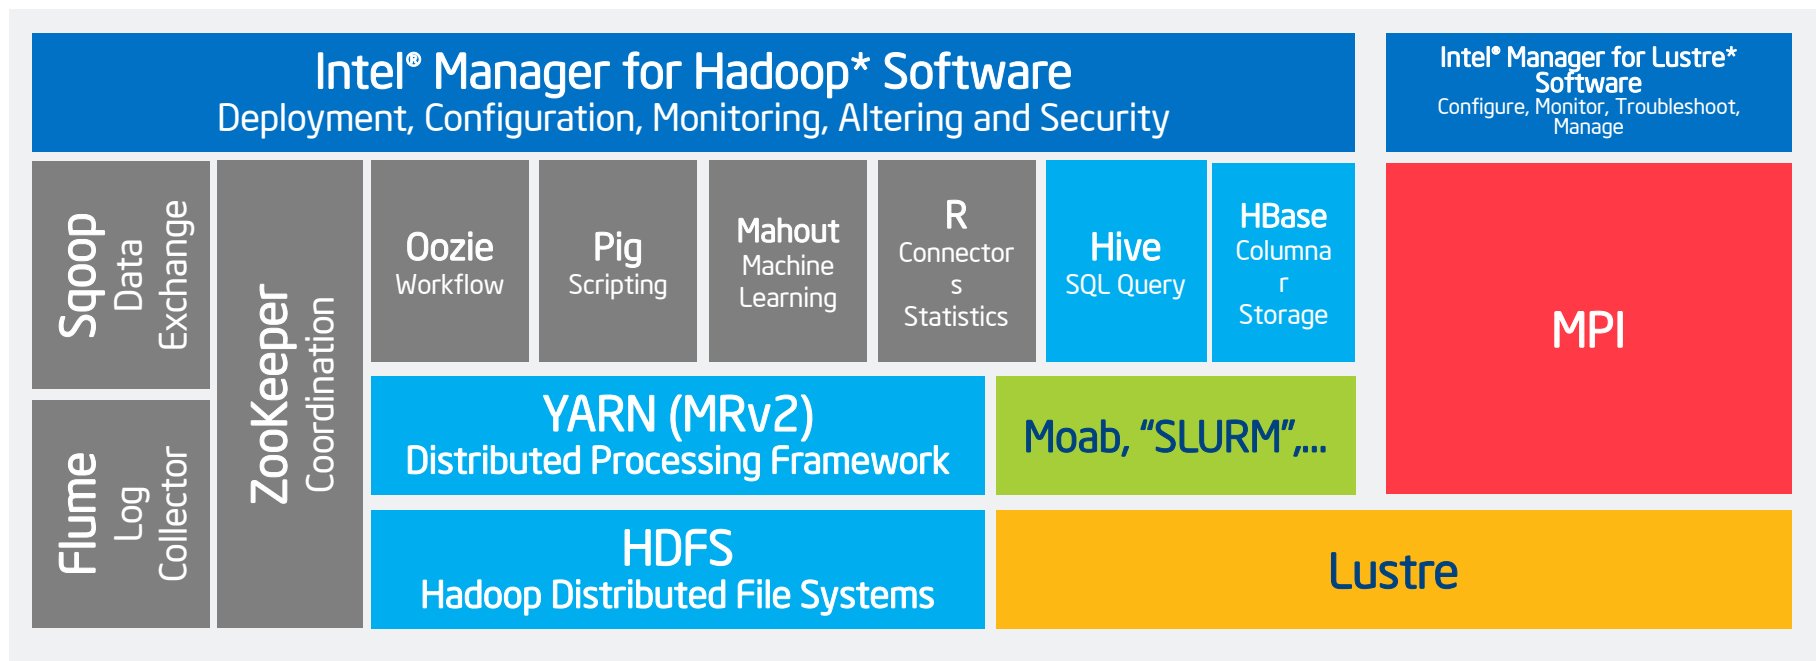 Intel® Manager for Hadoop* Software
Deployment, Configuration, Monitoring, Altering and Security
Intel® Manager for Lustre*
Software
Configure, Monitor, Troubleshoot,
Manage
Sqoop
Data
Exchange
Flume
Log
Collector
ZooKeeper
Coordination
Oozie
Workflow
Pig
Scripting
Mahout
Machine
Learning
R
Connector
s
Statistics
Hive
SQL Query
HBase
Columna
r
Storage
MPI
YARN (MRv2)
Distributed Processing Framework
Moab, “SLURM”,...
HDFS
Hadoop Distributed File Systems
Lustre